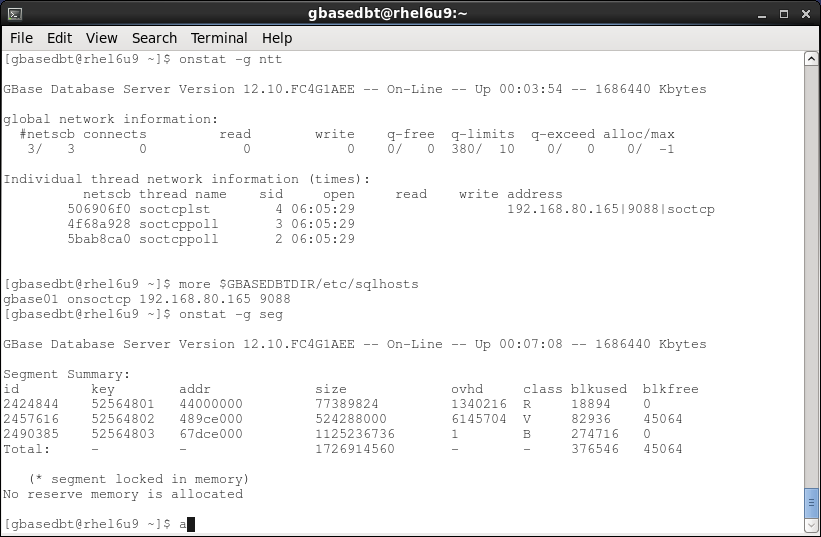 gbasedbt@rhel6u9:~
File Edit View Search Terminal Help
[gbasedbt@rhel6u9 ~]$ onstat -g ntt
GBase Database Server Version 12.10.FC4G1AEE -- On-Line -- Up 00:03:54 -- 1686440 Kbytes
global network information:
#netscb connects read write q-free q-limits q-exceed alloc/max
3/ 3 0 0 0 0/ 0 380/ 10 0/ 0 0/ -1
Individual thread network information (times):
netscb thread name sid open read write address
506906f0 soctcplst 4 06:05:29 192.168.80.165|9088|soctcp
4f68a928 soctcppoll 3 06:05:29
5bab8ca0 soctcppoll 2 06:05:29
[gbasedbt@rhel6u9 ~]$ more $GBASEDBTDIR/etc/sqlhosts
gbase01 onsoctcp 192.168.80.165 9088
[gbasedbt@rhel6u9 ~]$ onstat -g seg
GBase Database Server Version 12.10.FC4G1AEE -- On-Line -- Up 00:07:08 -- 1686440 Kbytes
Segment Summary:
id key addr size ovhd class blkused blkfree
2424844 52564801 44000000 77389824 1340216 R 18894 0
2457616 52564802 489ce000 524288000 6145704 V 82936 45064
2490385 52564803 67dce000 1125236736 1 B 274716 0
Total: - - 1726914560 - - 376546 45064
(* segment locked in memory)
No reserve memory is allocated
[gbasedbt@rhel6u9 ~]$ a